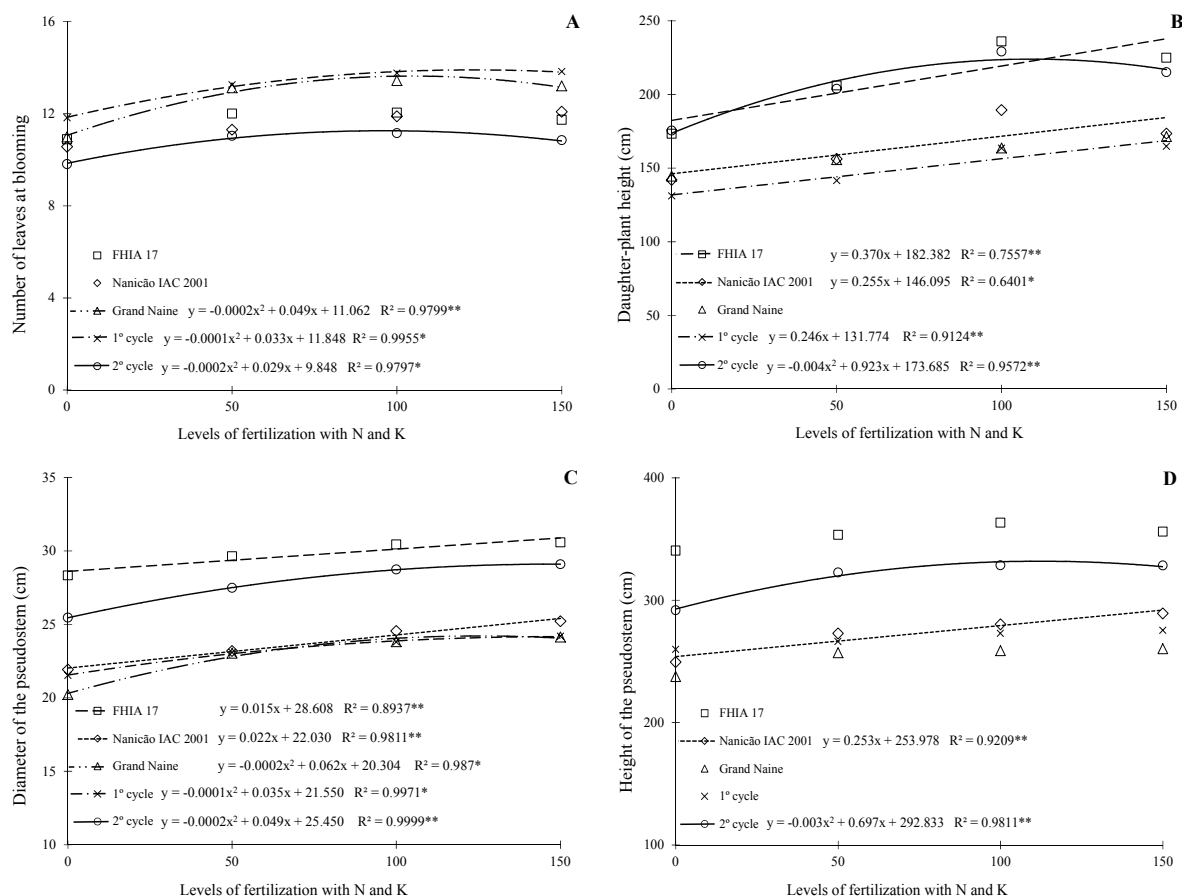 A
Number of leaves at blooming
16
12
8
4
0
FHIA 17
Nanicão IAC 2001
Grand Naine y = -0.0002x² + 0.049x + 11.062 R² = 0.9799**
1º cycle y = -0.0001x² + 0.033x + 11.848 R² = 0.9955*
2º cycle y = -0.0002x² + 0.029x + 9.848 R² = 0.9797*
0 50 100 150
Levels of fertilization with N and K
B
Daughter-plant height (cm)
250
200
150
100
50
0
FHIA 17 y = 0.370x + 182.382 R² = 0.7557**
Nanicão IAC 2001 y = 0.255x + 146.095 R² = 0.6401*
Grand Naine
1º cycle y = 0.246x + 131.774 R² = 0.9124**
2º cycle y = -0.004x² + 0.923x + 173.685 R² = 0.9572**
0 50 100 150
Levels of fertilization with N and K
C
Diameter of the pseudostem (cm)
35
30
25
20
15
10
FHIA 17 y = 0.015x + 28.608 R² = 0.8937**
Nanicão IAC 2001 y = 0.022x + 22.030 R² = 0.9811**
Grand Naine y = -0.0002x² + 0.062x + 20.304 R² = 0.987*
1º cycle y = -0.0001x² + 0.035x + 21.550 R² = 0.9971*
2º cycle y = -0.0002x² + 0.049x + 25.450 R² = 0.9999**
0 50 100 150
Levels of fertilization with N and K
D
Height of the pseudostem (cm)
400
300
200
100
FHIA 17
Nanicão IAC 2001 y = 0.253x + 253.978 R² = 0.9209**
Grand Naine
1º cycle
2º cycle y = -0.003x² + 0.697x + 292.833 R² = 0.9811**
0 50 100 150
Levels of fertilization with N and K